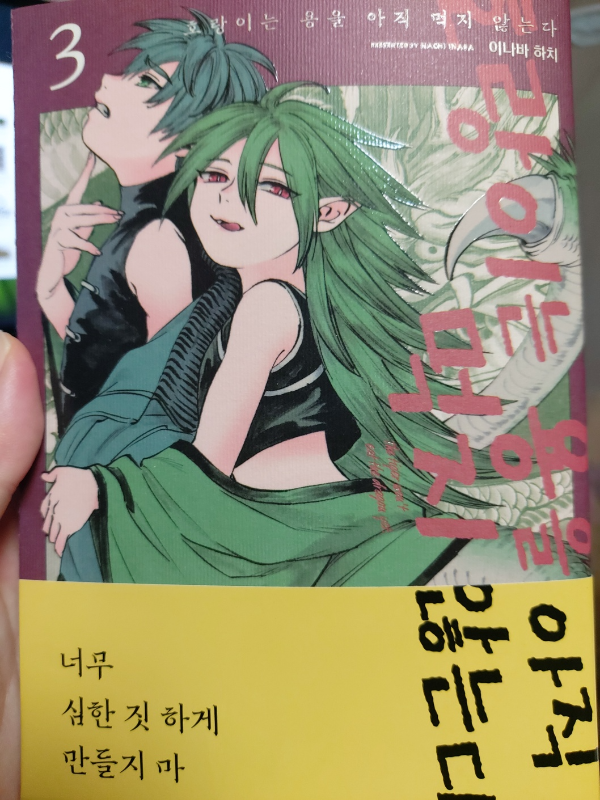 3
호랑이는 용을 아직 먹지 않는다
이나바 하치
랑이는 용을 아직
먹지 않는다
너무
심한 짓 하게
만들지 마